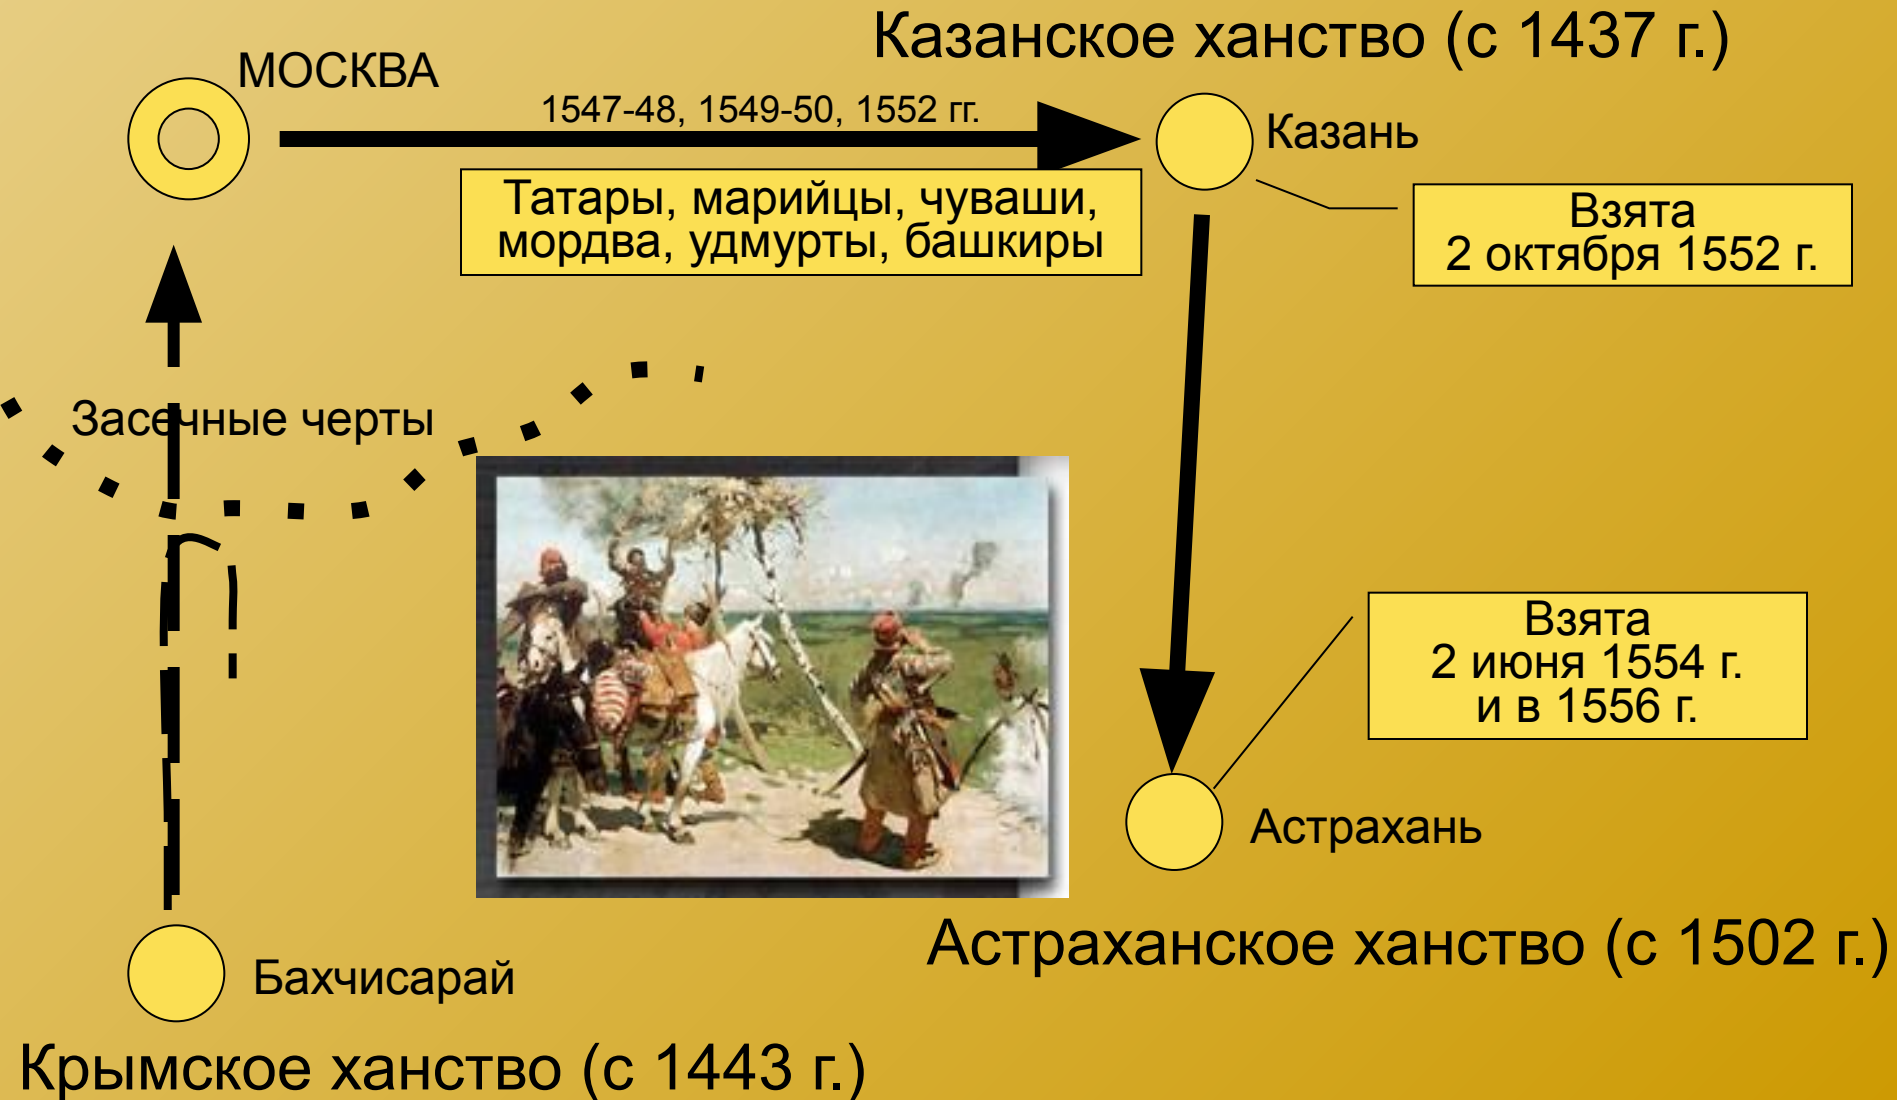 Казанское ханство (с 1437 г.)
МОСКВА
1547-48, 1549-50, 1552 гг.
Казань
Татары, марийцы, чуваши,
мордва, удмурты, башкиры
Взята
2 октября 1552 г.
Засечные черты
Взята
2 июня 1554 г.
и в 1556 г.
Астрахань
Астраханское ханство (с 1502 г.)
Бахчисарай
Крымское ханство (с 1443 г.)